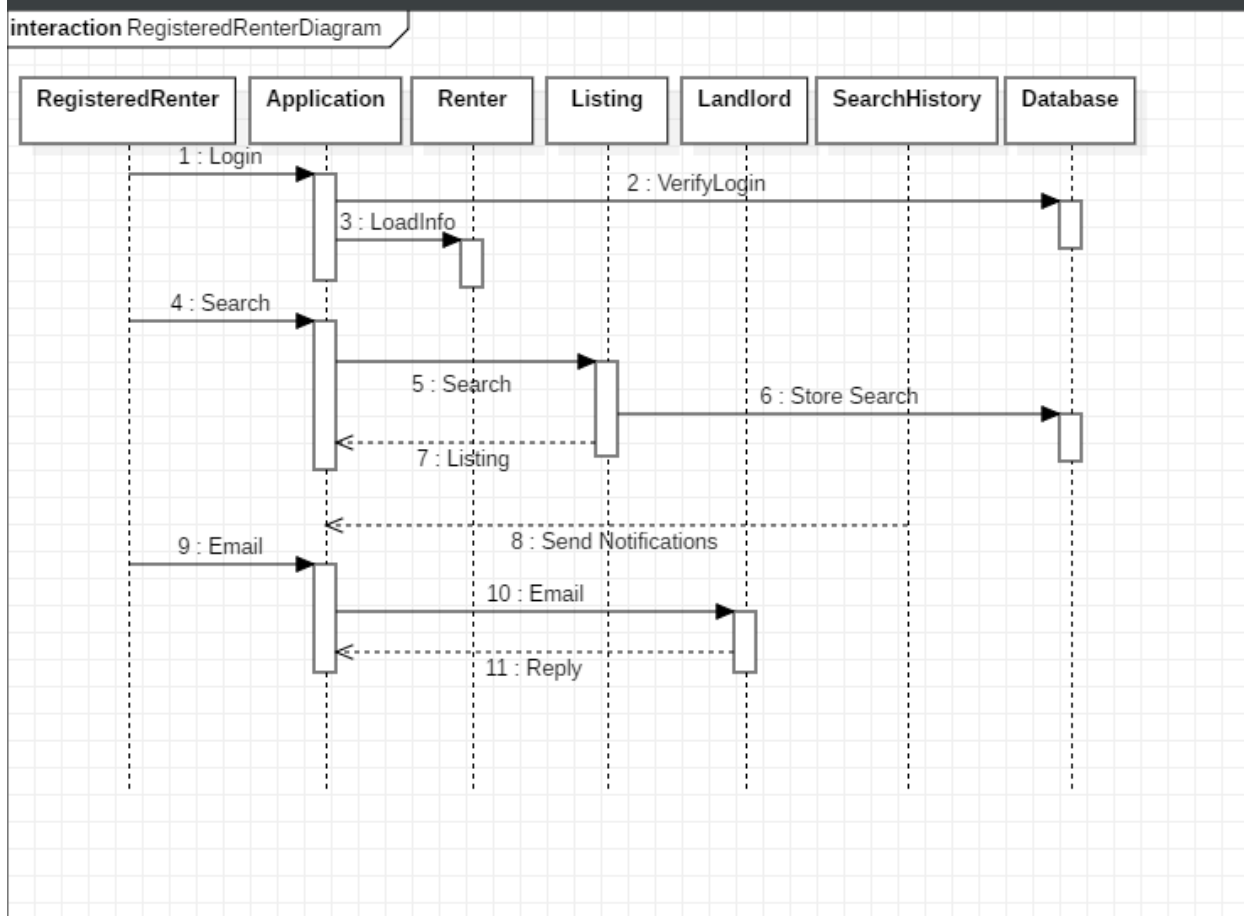 interaction RegisteredRenterDiagram
RegisteredRenter Application Renter Listing Landlord SearchHistory Database
1 : Login
2 : VerifyLogin
3 : LoadInfo
4 : Search
5 : Search
6 : Store Search
7 : Listing
8 : Send Notifications
9 : Email
10 : Email
11 : Reply